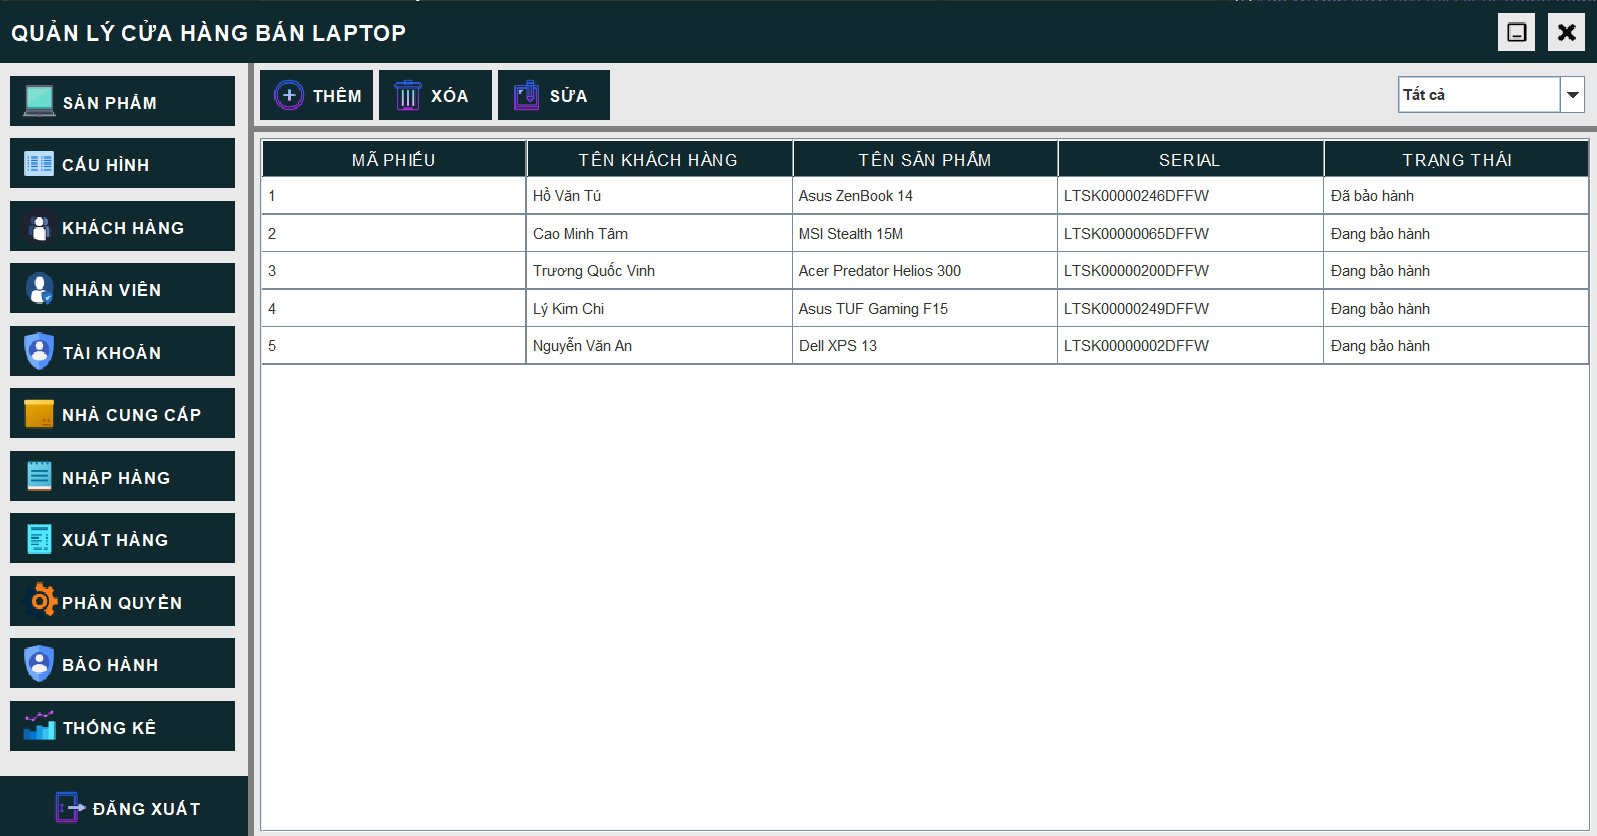 QUẢN LÝ CỬA HÀNG BÁN LAPTOP
SẢN PHẨM
CẤU HÌNH
KHÁCH HÀNG
NHÂN VIÊN
TÀI KHOẢN
NHÀ CUNG CẤP
NHẬP HÀNG
XUẤT HÀNG
PHÂN QUYỀN
BẢO HÀNH
THỐNG KÊ
ĐĂNG XUẤT
THÊM XÓA SỬA Tất cả
MÃ PHIẾU TÊN KHÁCH HÀNG TÊN SẢN PHẨM SERIAL TRẠNG THÁI
1 Hồ Văn Tú Asus ZenBook 14 LTSK00000246DFFW Đã bảo hành
2 Cao Minh Tâm MSI Stealth 15M LTSK00000065DFFW Đang bảo hành
3 Trương Quốc Vinh Acer Predator Helios 300 LTSK00000200DFFW Đang bảo hành
4 Lý Kim Chi Asus TUF Gaming F15 LTSK00000249DFFW Đang bảo hành
5 Nguyễn Văn An Dell XPS 13 LTSK00000002DFFW Đang bảo hành